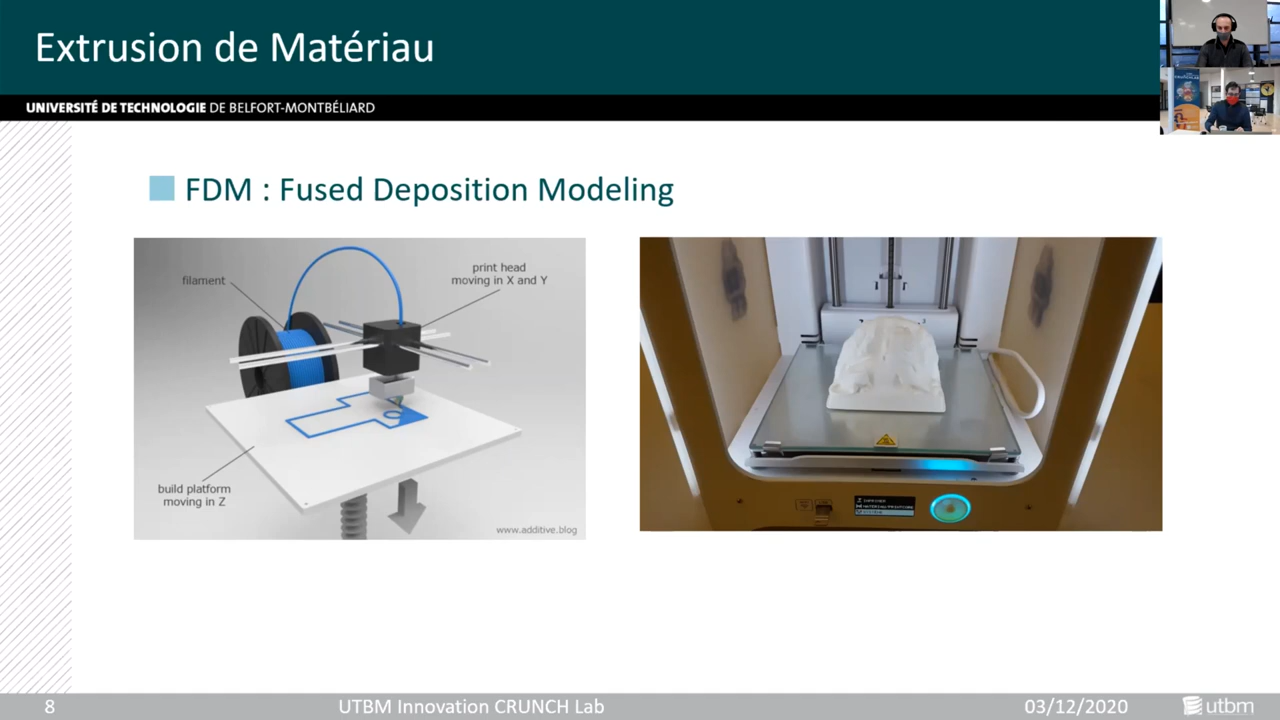 Extrusion de Matériau
UNIVERSITÉ DE TECHNOLOGIE DE BELFORT-MONTBÉLIARD
FDM : Fused Deposition Modeling
filament
print head
moving in X and Y
build platform
moving in Z
www.additive.blog
8
UTBM Innovation CRUNCH Lab
03/12/2020
utbm